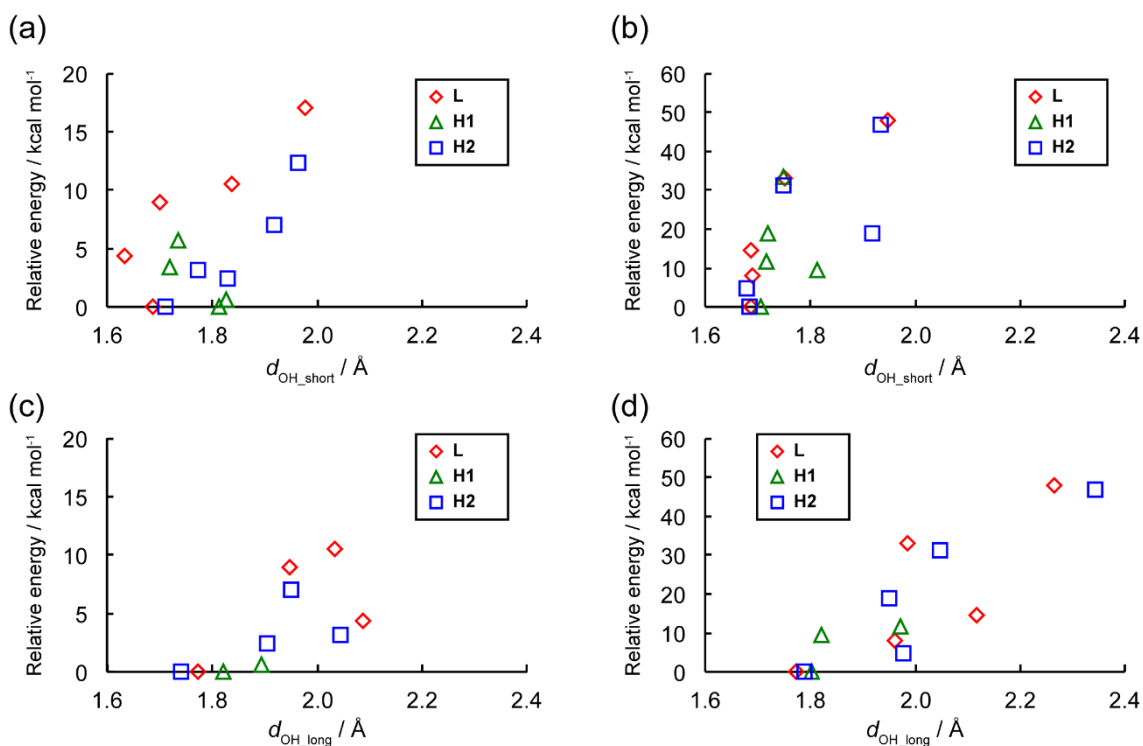 (a)
Relative energy / kcal mol⁻¹
20
15
10
5
0
1.6 1.8 2.0 2.2 2.4
d_OH_short / Å
L
H1
H2
(b)
Relative energy / kcal mol⁻¹
60
50
40
30
20
10
0
1.6 1.8 2.0 2.2 2.4
d_OH_short / Å
L
H1
H2
(c)
Relative energy / kcal mol⁻¹
20
15
10
5
0
1.6 1.8 2.0 2.2 2.4
d_OH_long / Å
L
H1
H2
(d)
Relative energy / kcal mol⁻¹
60
50
40
30
20
10
0
1.6 1.8 2.0 2.2 2.4
d_OH_long / Å
L
H1
H2